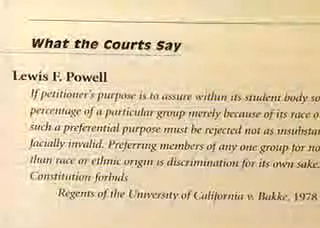 What the Courts Say
Lewis F. Powell
If petitioner's purpose is to assure within its student body so
percentage of a particular group merely because of its race o
such a preferential purpose must be rejected not as insubstan
facially invalid. Preferring members of any one group for no
than race or ethnic origin is discrimination for its own sake.
Constitution forbids
Regents of the University of California v. Bakke, 1978